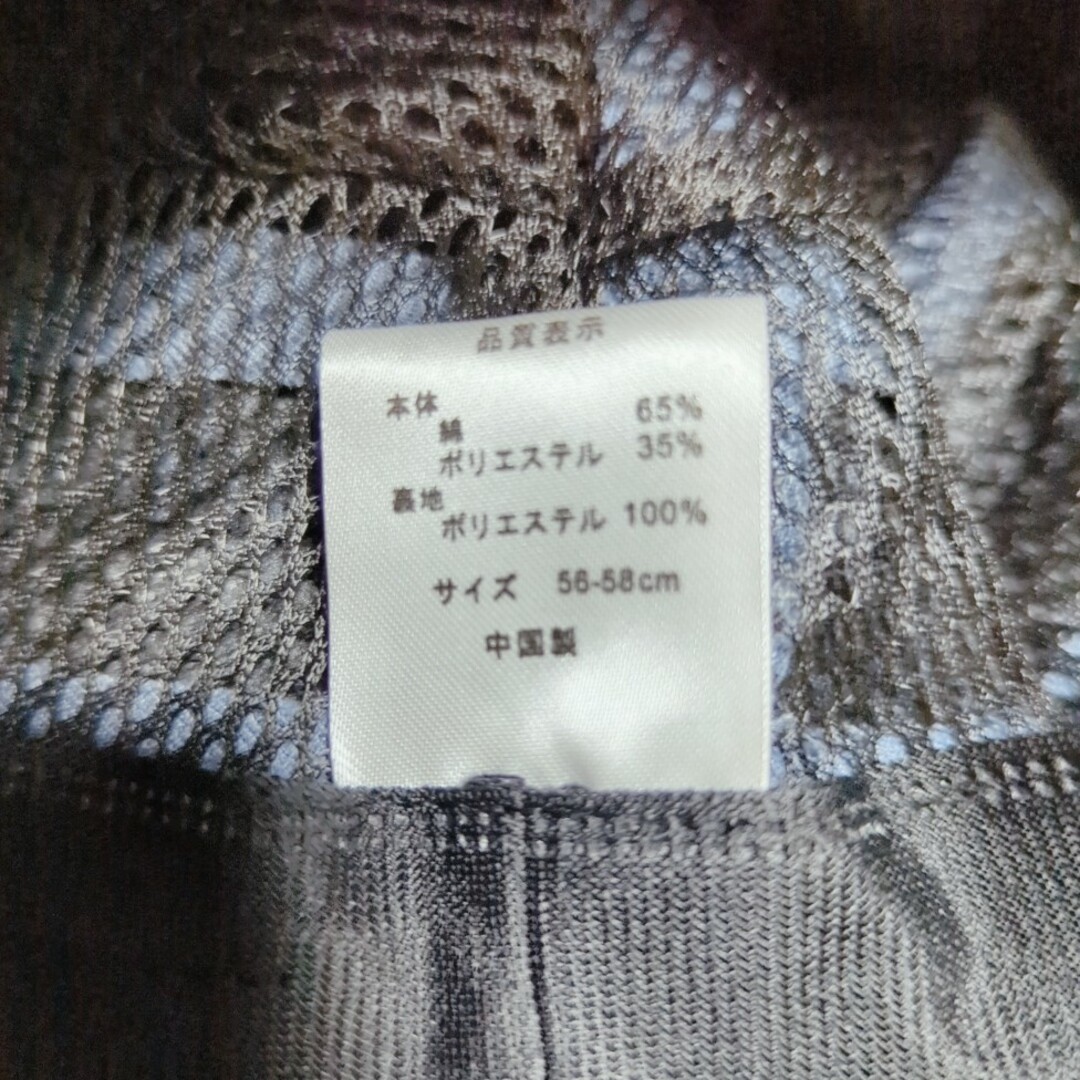 品質表示
本体
綿 65%
ポリエステル 35%
裏地
ポリエステル 100%
サイズ 56-58cm
中国製